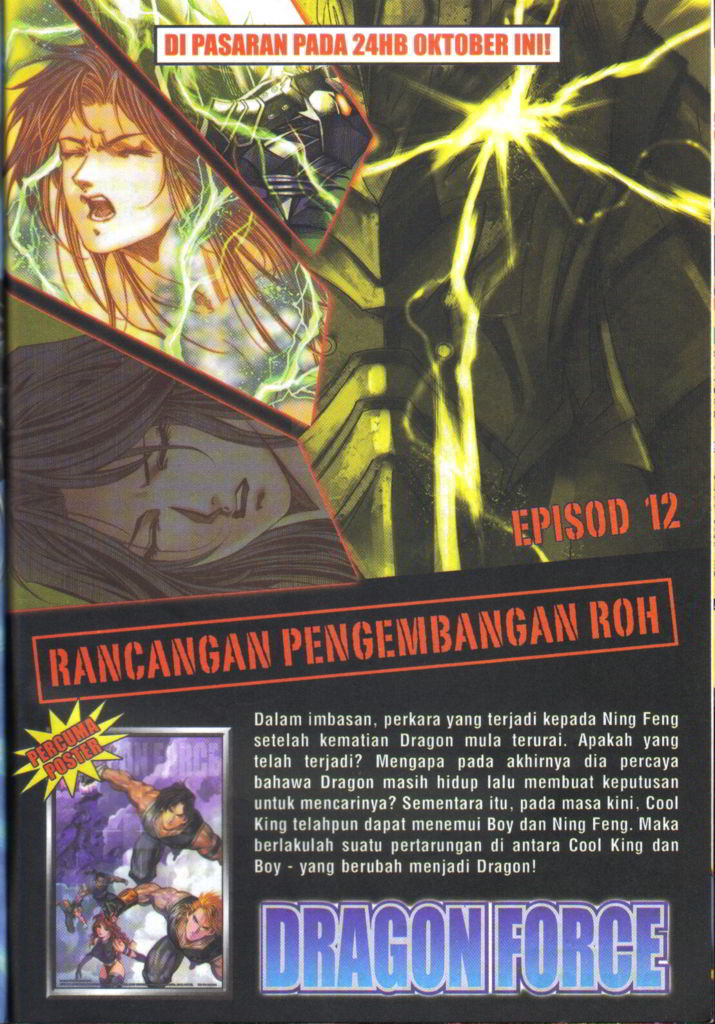 DI PASARAN PADA 24HB OKTOBER INI!
EPISOD 12
RANCANGAN PENGEMBANGAN ROH
PERCUMA
POSTER
DRAGON FORCE
Dalam imbasan, perkara yang terjadi kepada Ning Feng
setelah kematian Dragon mula terurai. Apakah yang
telah terjadi? Mengapa pada akhirnya dia percaya
bahawa Dragon masih hidup lalu membuat keputusan
untuk mencarinya? Sementara itu, pada masa kini, Cool
King telahpun dapat menemui Boy dan Ning Feng. Maka
berlakulah suatu pertarungan di antara Cool King dan
Boy - yang berubah menjadi Dragon!
DRAGON FORCE